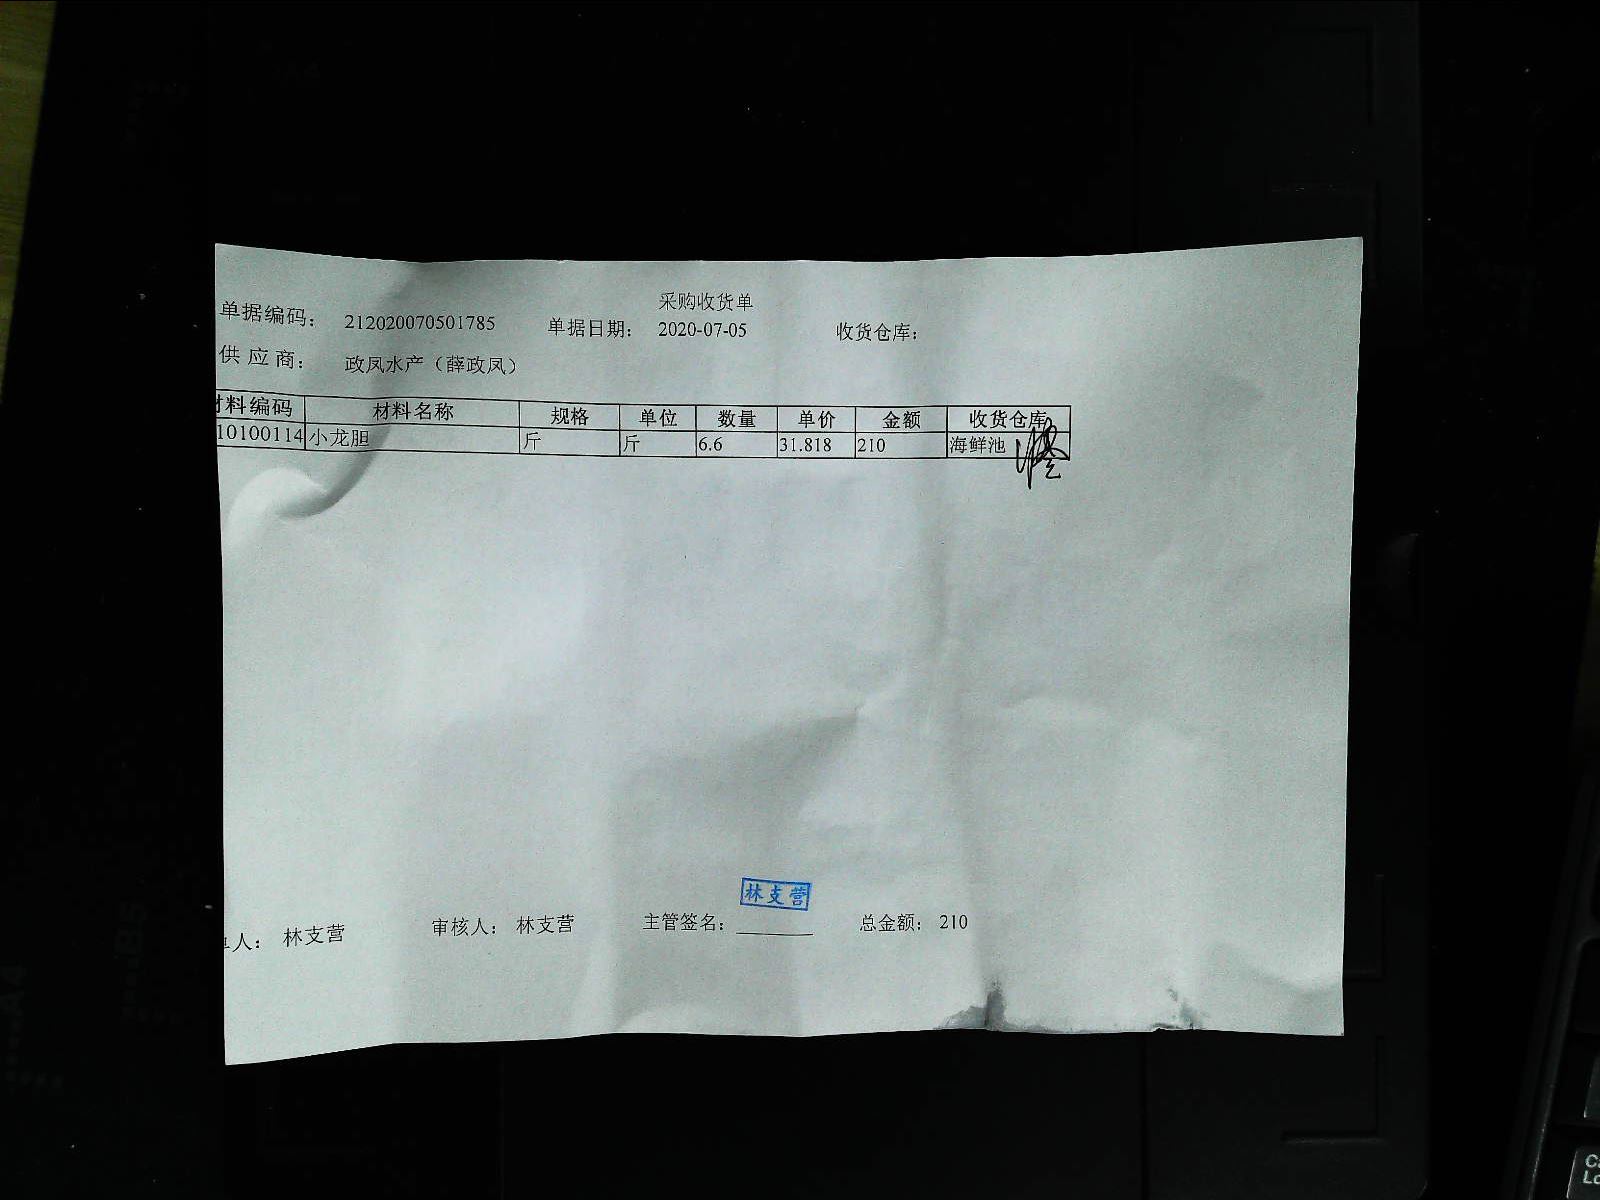 采购收货单
单据编码： 212020070501785 单据日期： 2020-07-05 收货仓库：
供应商： 政凤水产（薛政凤）
材料编码 材料名称 规格 单位 数量 单价 金额 收货仓库
10100114 小龙胆 斤 斤 6.6 31.818 210 海鲜池
林支营
人： 林支营 审核人： 林支营 主管签名： 总金额： 210